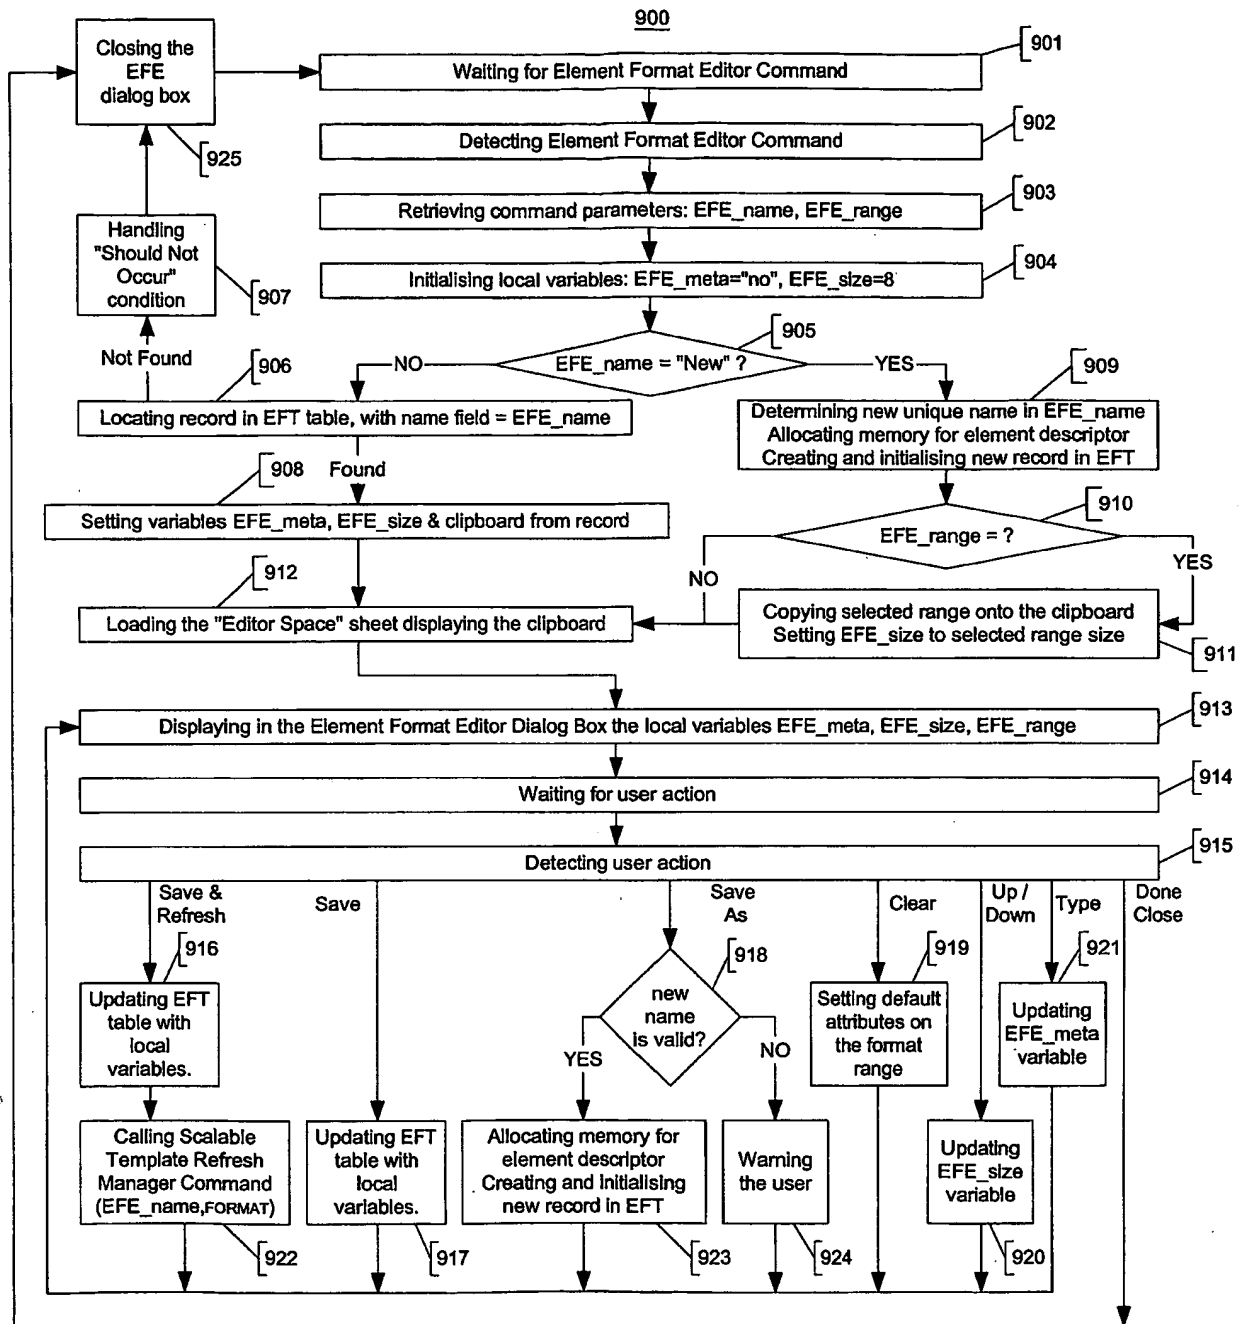 900
Closing the
EFE
dialog box
925
Waiting for Element Format Editor Command
901
Detecting Element Format Editor Command
902
Retrieving command parameters: EFE_name, EFE_range
903
Initialising local variables: EFE_meta="no", EFE_size=8
904
Handling
"Should Not
Occur"
condition
907
Not Found
906
NO
EFE_name = "New" ?
905
YES
909
Locating record in EFT table, with name field = EFE_name
Determining new unique name in EFE_name
Allocating memory for element descriptor
Creating and initialising new record in EFT
908
Found
Setting variables EFE_meta, EFE_size & clipboard from record
EFE_range = ?
910
NO
YES
912
Loading the "Editor Space" sheet displaying the clipboard
Copying selected range onto the clipboard
Setting EFE_size to selected range size
911
Displaying in the Element Format Editor Dialog Box the local variables EFE_meta, EFE_size, EFE_range
913
Waiting for user action
914
Detecting user action
915
Save &
Refresh
Save
Save
As
Clear
Up /
Down
Type
Done
Close
916
Updating EFT
table with
local
variables.
918
new
name
is valid?
YES
NO
919
Setting default
attributes on
the format
range
921
Updating
EFE_meta
variable
Calling Scalable
Template Refresh
Manager Command
(EFE_name,FORMAT)
922
Updating EFT
table with
local
variables.
917
Allocating memory for
element descriptor
Creating and initialising
new record in EFT
923
Warning
the user
924
Updating
EFE_size
variable
920